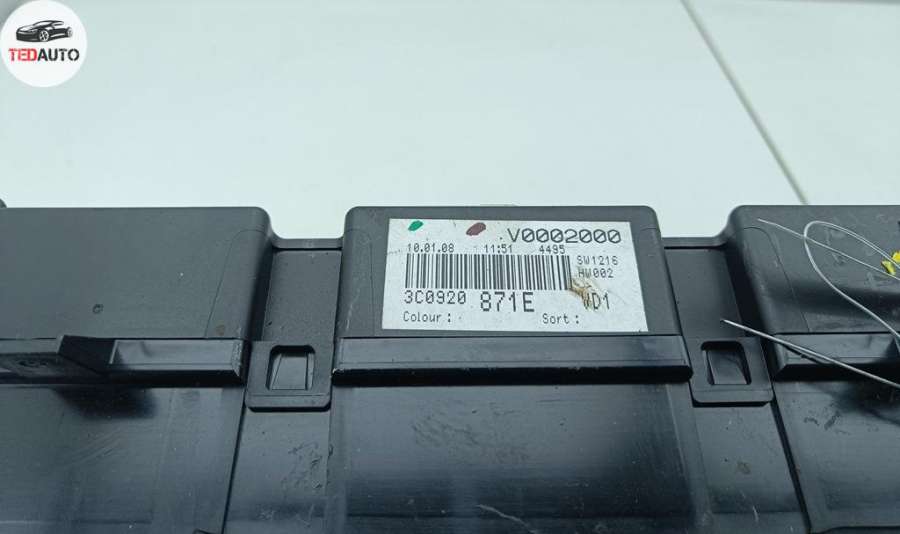 TEDAUTO
V0002000
10.01.08 11:51 4495
SW1216
HW002
3C0920 871E WD1
Colour : Sort :